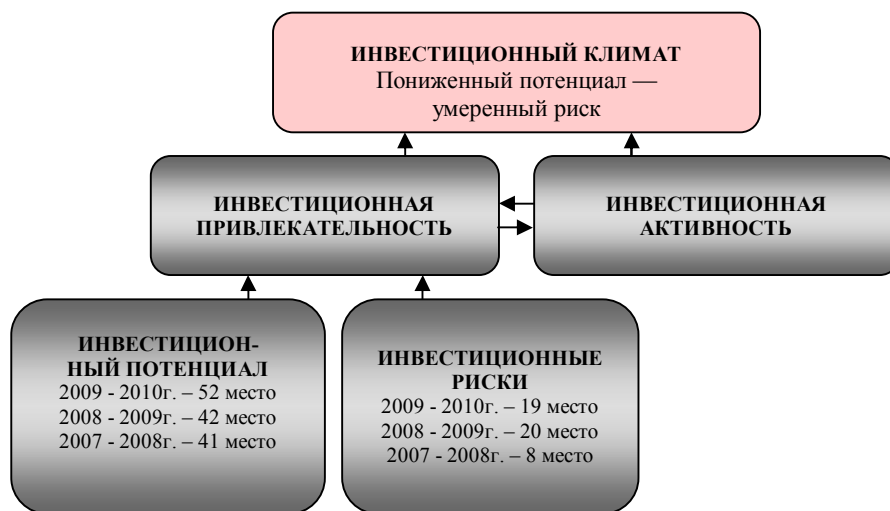 ИНВЕСТИЦИОННЫЙ КЛИМАТ
Пониженный потенциал —
умеренный риск
ИНВЕСТИЦИОННАЯ
ПРИВЛЕКАТЕЛЬНОСТЬ
ИНВЕСТИЦИОННАЯ
АКТИВНОСТЬ
ИНВЕСТИЦИОН-
НЫЙ ПОТЕНЦИАЛ
2009 - 2010г. – 52 место
2008 - 2009г. – 42 место
2007 - 2008г. – 41 место
ИНВЕСТИЦИОННЫЕ
РИСКИ
2009 - 2010г. – 19 место
2008 - 2009г. – 20 место
2007 - 2008г. – 8 место